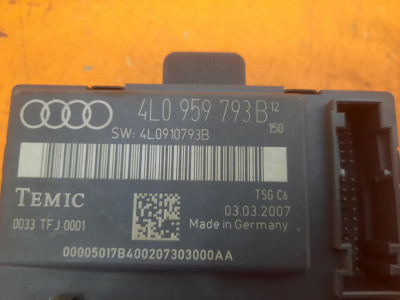 4L0 959 793 B 12
150
SW: 4L0910793B
TEMIC
TSG C6
0033 TFJ 0001
03.03.2007
Made in Germany
00005017B400207303000AA